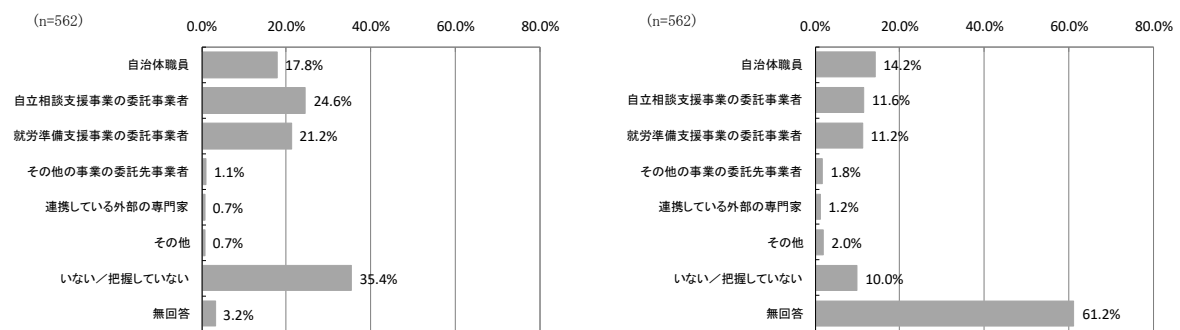 (n=562)
0.0% 20.0% 40.0% 60.0% 80.0%
自治体職員 17.8%
自立相談支援事業の委託事業者 24.6%
就労準備支援事業の委託事業者 21.2%
その他の事業の委託先事業者 1.1%
連携している外部の専門家 0.7%
その他 0.7%
いない／把握していない 35.4%
無回答 3.2%
(n=562)
0.0% 20.0% 40.0% 60.0% 80.0%
自治体職員 14.2%
自立相談支援事業の委託事業者 11.6%
就労準備支援事業の委託事業者 11.2%
その他の事業の委託先事業者 1.8%
連携している外部の専門家 1.2%
その他 2.0%
いない／把握していない 10.0%
無回答 61.2%